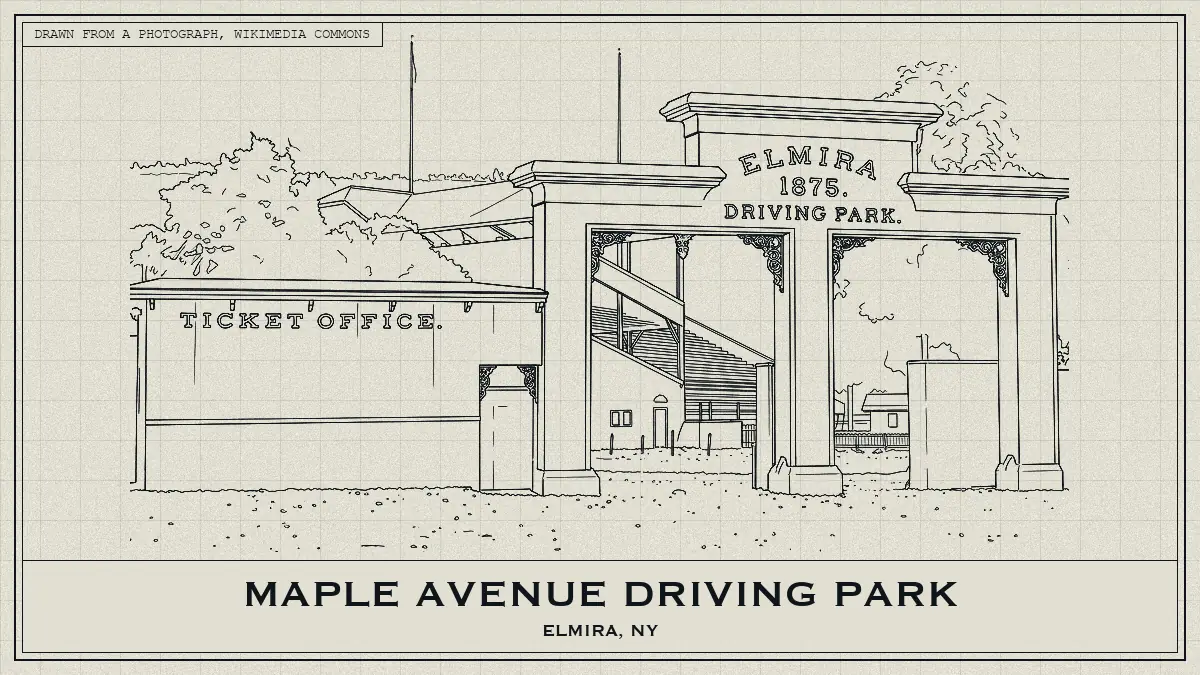 DRAWN FROM A PHOTOGRAPH, WIKIMEDIA COMMONS
ELMIRA
1875.
DRIVING PARK.
TICKET OFFICE.
MAPLE AVENUE DRIVING PARK
ELMIRA, NY